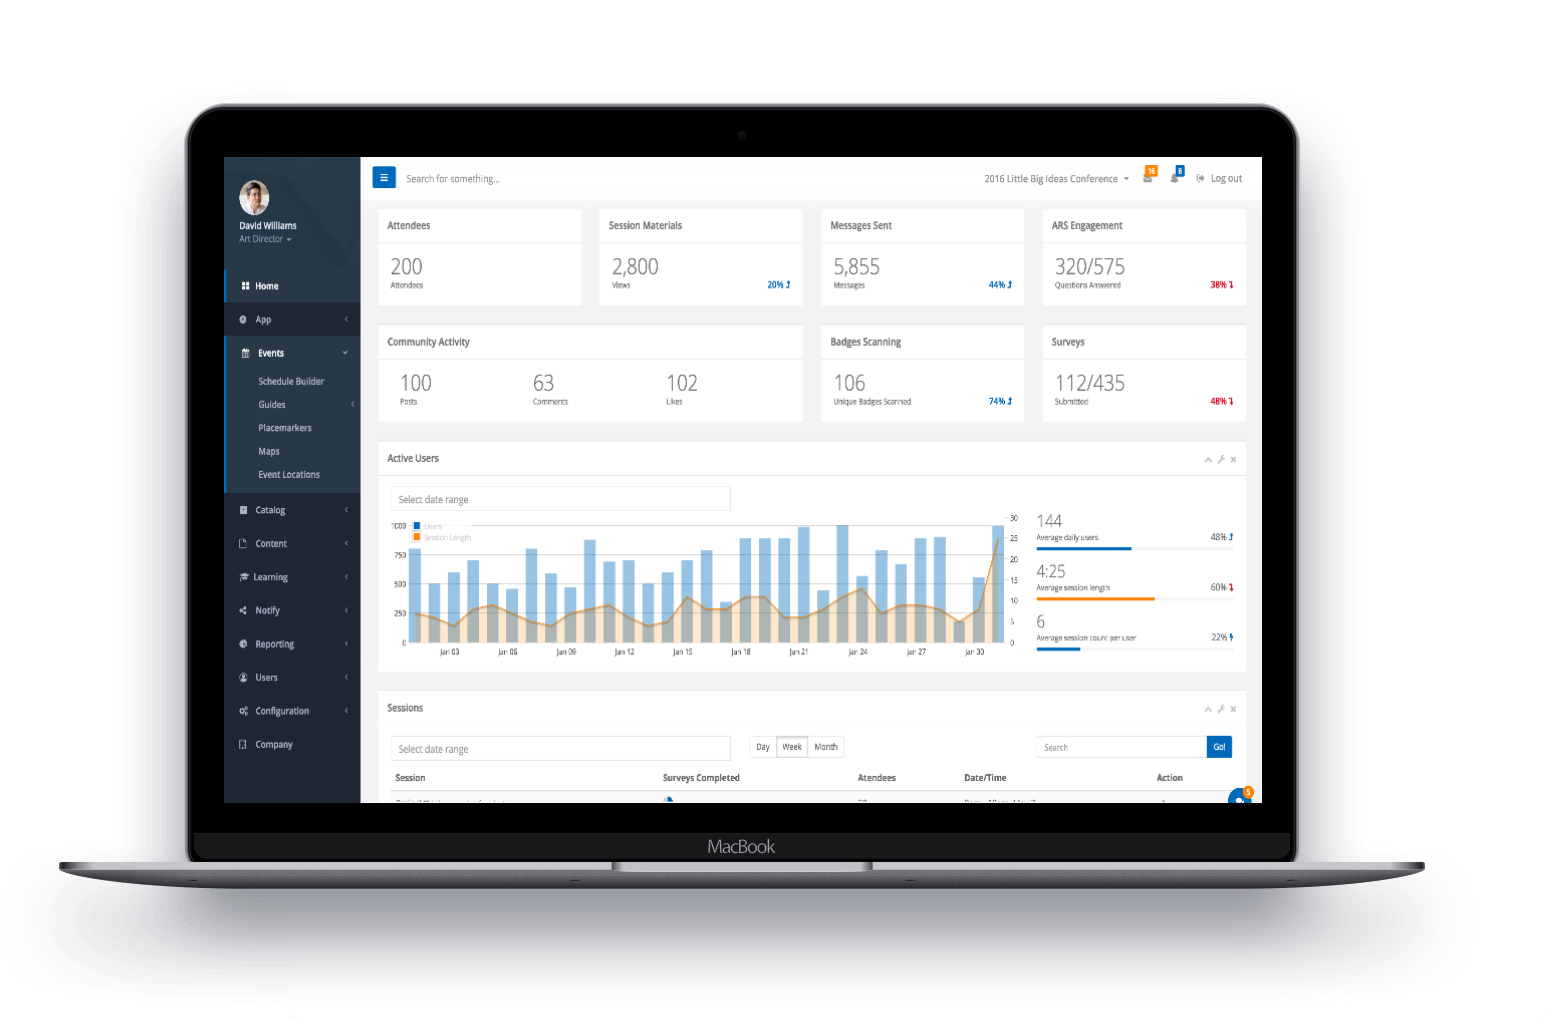 Search for something...
2016 Little Big Ideas Conference
16
8
Log out
David Williams
Art Director
Home
App
Events
Schedule Builder
Guides
Placemarkers
Maps
Event Locations
Catalog
Content
Learning
Notify
Reporting
Users
Configuration
Company
Attendees
200
Attendees
Session Materials
2,800
Views
20%
Messages Sent
5,855
Messages
44%
ARS Engagement
320/575
Questions Answered
38%
Community Activity
100
Posts
63
Comments
102
Likes
Badges Scanning
106
Unique Badges Scanned
74%
Surveys
112/435
Submitted
48%
Active Users
Select date range
Users
Session Length
1000
750
500
250
0
30
25
20
15
10
5
0
Jan 03 Jan 06 Jan 09 Jan 12 Jan 15 Jan 18 Jan 21 Jan 24 Jan 27 Jan 30
144
Average daily users 48%
4:25
Average session length 60%
6
Average session count per user 22%
Sessions
Select date range
Day Week Month
Search Go!
Session Surveys Completed Atendees Date/Time Action
5
MacBook